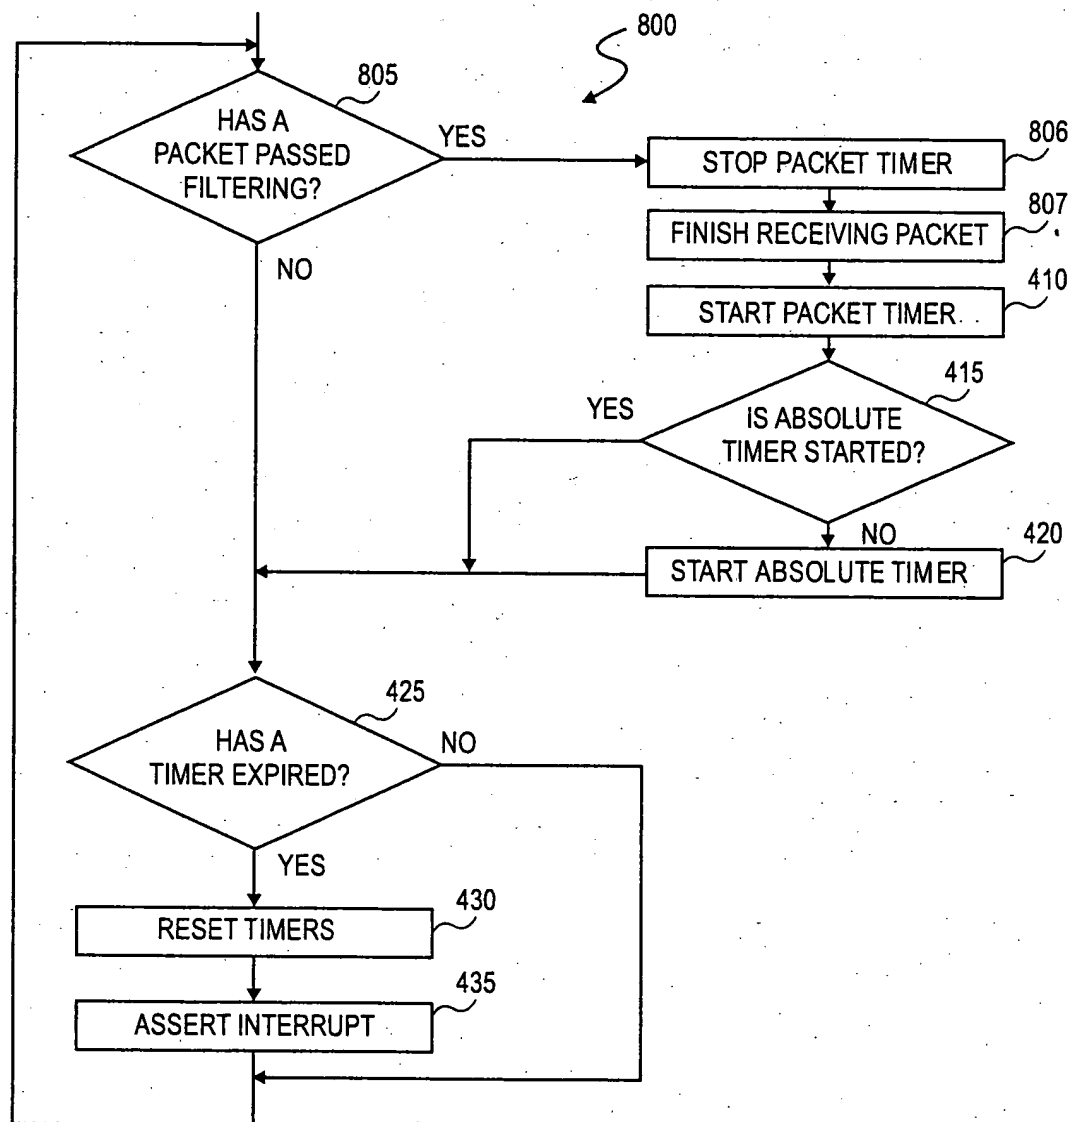 800
805
HAS A
PACKET PASSED
FILTERING?
YES
NO
STOP PACKET TIMER
806
FINISH RECEIVING PACKET
807
START PACKET TIMER
410
IS ABSOLUTE
TIMER STARTED?
415
YES
NO
START ABSOLUTE TIMER
420
HAS A
TIMER EXPIRED?
425
NO
YES
RESET TIMERS
430
ASSERT INTERRUPT
435